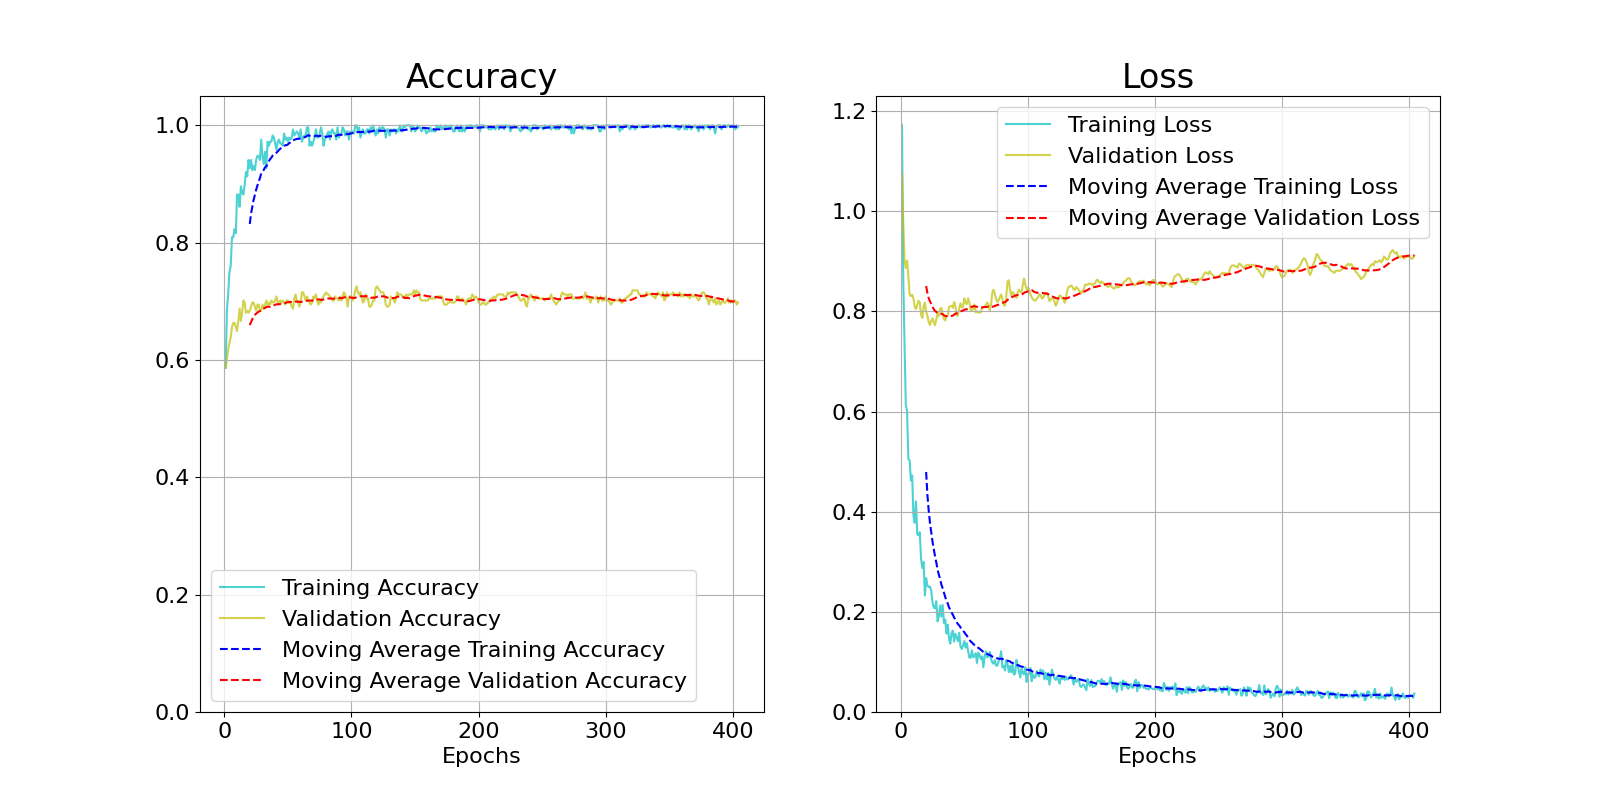 Accuracy
1.0
0.8
0.6
0.4
0.2
0.0
Training Accuracy
Validation Accuracy
Moving Average Training Accuracy
Moving Average Validation Accuracy
0 100 200 300 400
Epochs
Loss
1.2
1.0
0.8
0.6
0.4
0.2
0.0
Training Loss
Validation Loss
Moving Average Training Loss
Moving Average Validation Loss
0 100 200 300 400
Epochs